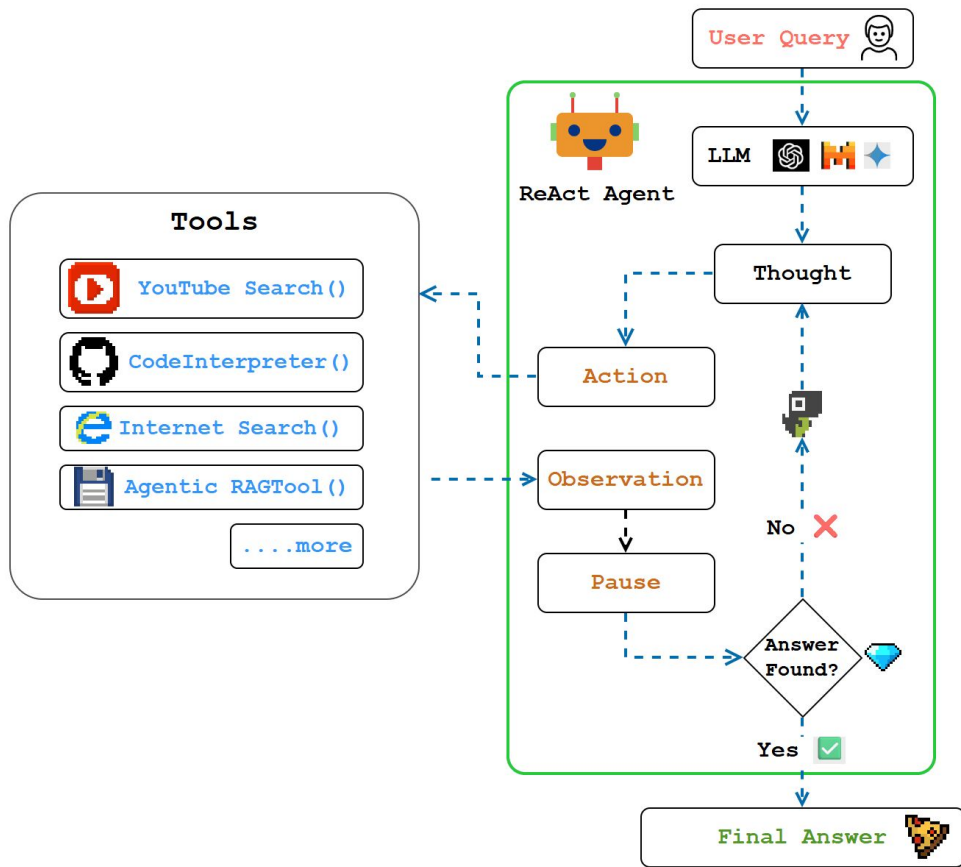 User Query
LLM
ReAct Agent
Tools
Thought
YouTube Search()
CodeInterpreter()
Action
Internet Search()
Observation
Agentic RAGTool()
No
....more
Pause
Answer
Found?
Yes
Final Answer